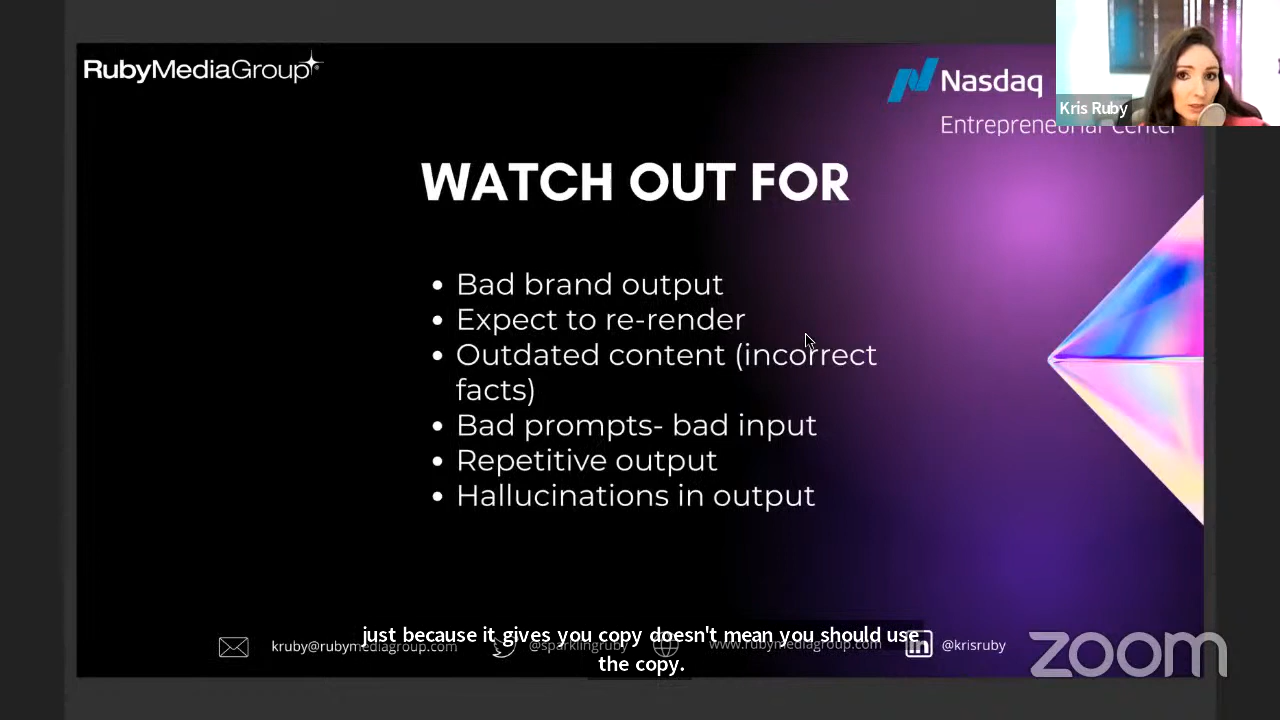 RubyMediaGroup
Nasdaq
Entrepreneurial Center
Kris Ruby
WATCH OUT FOR
• Bad brand output
• Expect to re-render
• Outdated content (incorrect
facts)
• Bad prompts- bad input
• Repetitive output
• Hallucinations in output
just because it gives you copy doesn't mean you should use
the copy.
kruby@rubymediagroup.com
@sparklingruby
www.rubymediagroup.com
in
@krisruby
zoom